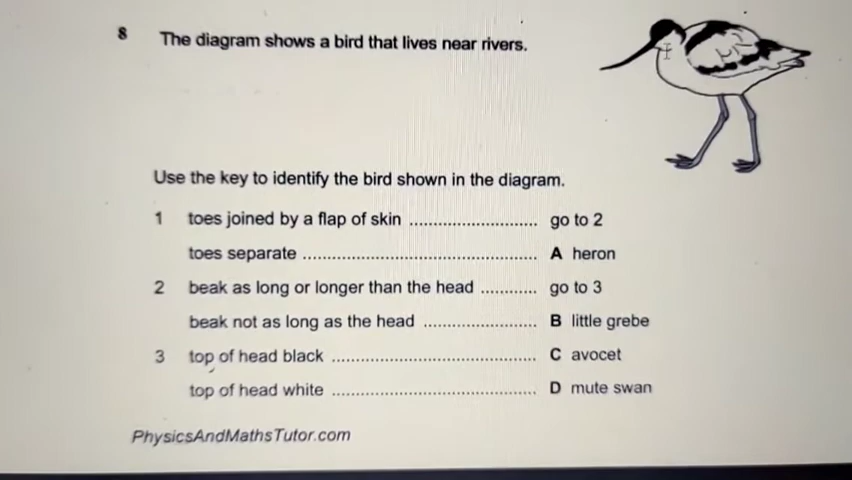 8 The diagram shows a bird that lives near rivers.
Use the key to identify the bird shown in the diagram.
1 toes joined by a flap of skin ........................... go to 2
toes separate ................................................. A heron
2 beak as long or longer than the head ............ go to 3
beak not as long as the head ........................ B little grebe
3 top of head black ........................................... C avocet
top of head white ........................................... D mute swan
PhysicsAndMathsTutor.com